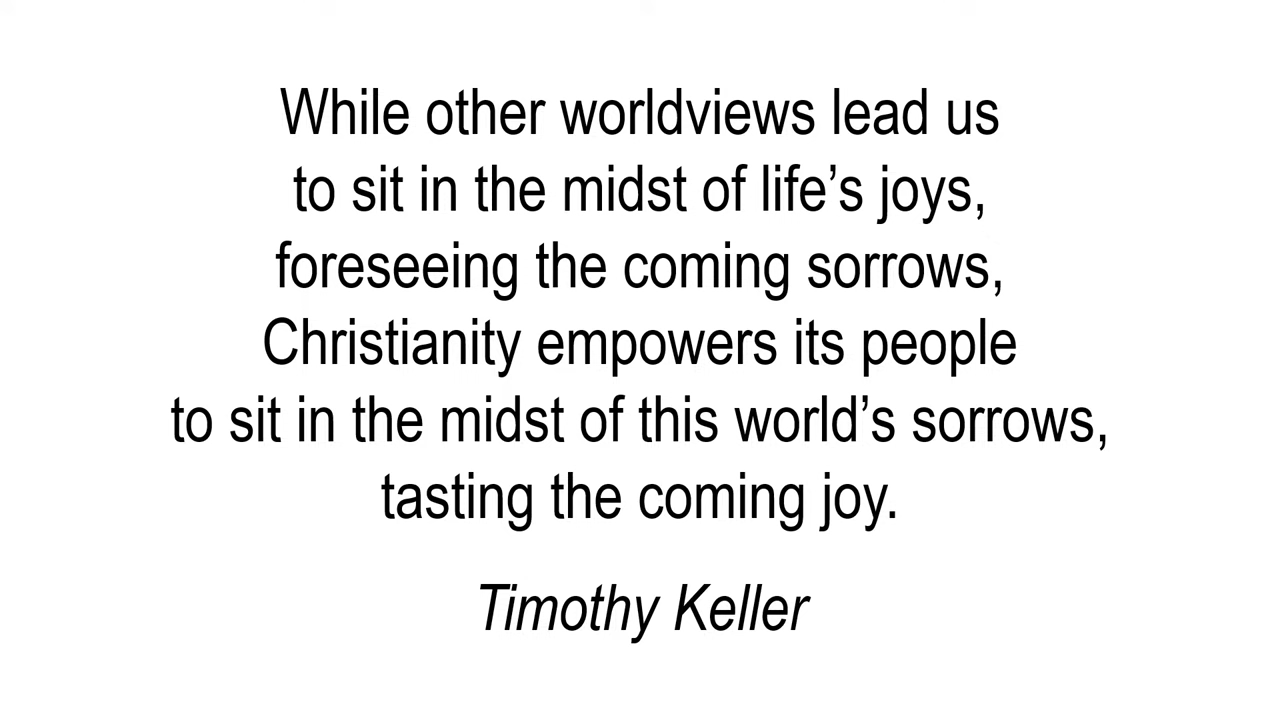 While other worldviews lead us
to sit in the midst of life’s joys,
foreseeing the coming sorrows,
Christianity empowers its people
to sit in the midst of this world’s sorrows,
tasting the coming joy.
Timothy Keller